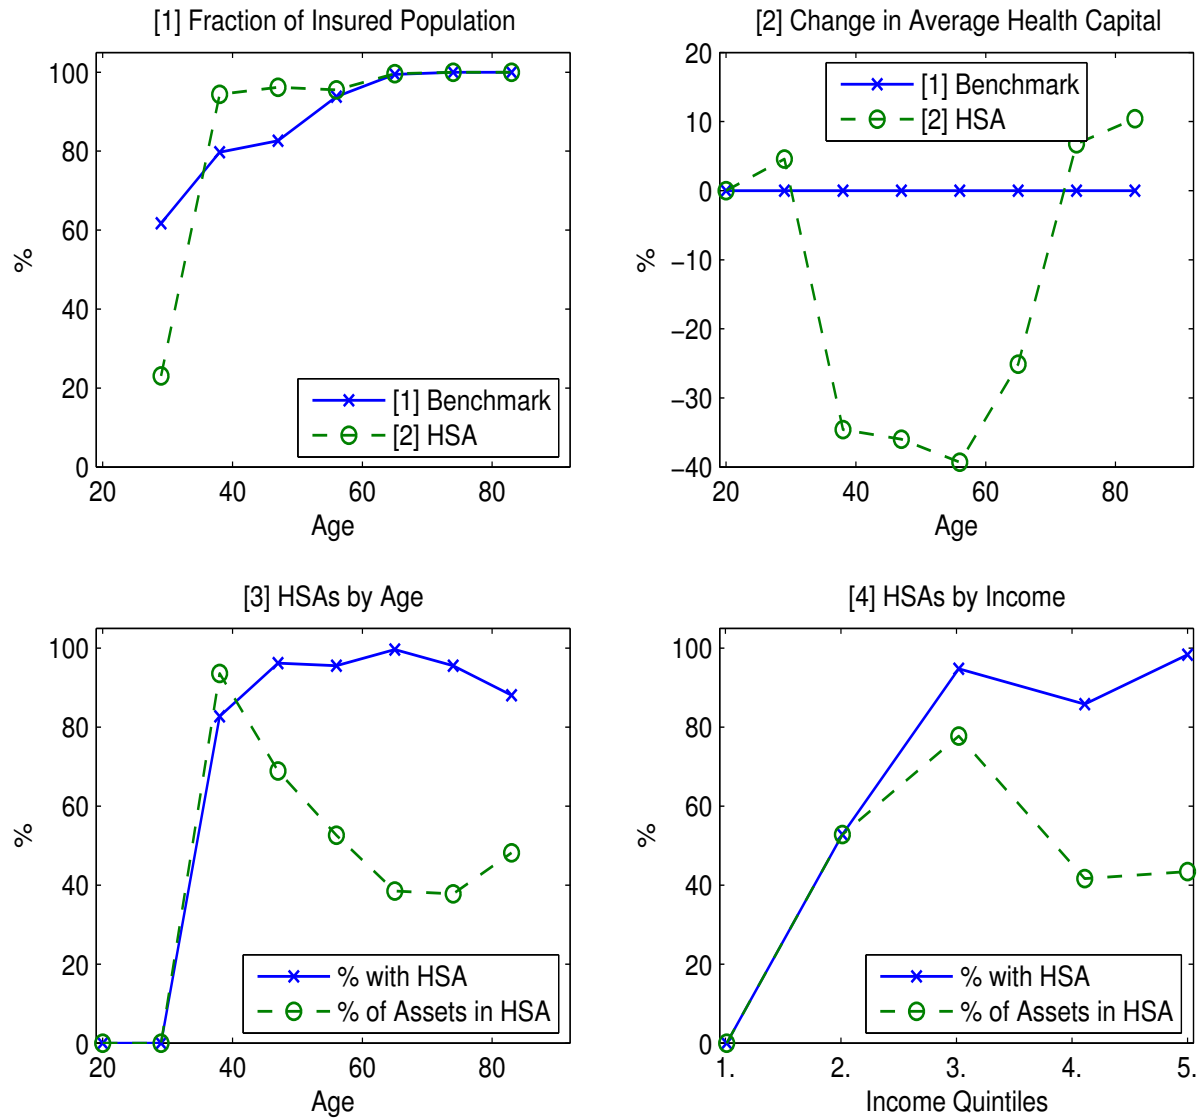 [1] Fraction of Insured Population
100
80
60
40
20
0
%
20 40 60 80
Age
[1] Benchmark
[2] HSA
[2] Change in Average Health Capital
20
10
0
−10
−20
−30
−40
%
20 40 60 80
Age
[1] Benchmark
[2] HSA
[3] HSAs by Age
100
80
60
40
20
0
%
20 40 60 80
Age
% with HSA
% of Assets in HSA
[4] HSAs by Income
100
80
60
40
20
0
%
1. 2. 3. 4. 5.
Income Quintiles
% with HSA
% of Assets in HSA